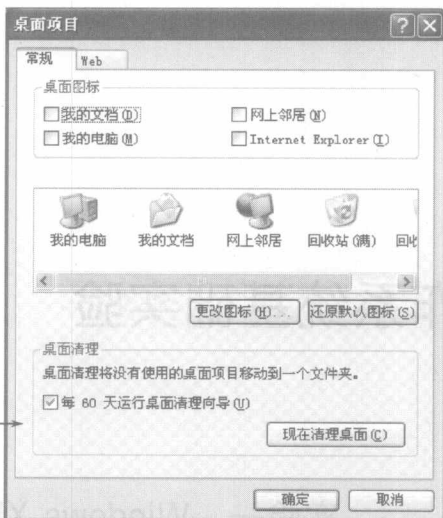 桌面项目
常规 Web
桌面图标
我的文档(D) 网上邻居(N)
我的电脑(M) Internet Explorer(I)
我的电脑 我的文档 网上邻居 回收站(满) 回收
更改图标(H)... 还原默认图标(S)
桌面清理
桌面清理将没有使用的桌面项目移动到一个文件夹。
每 60 天运行桌面清理向导(U)
现在清理桌面(C)
确定 取消